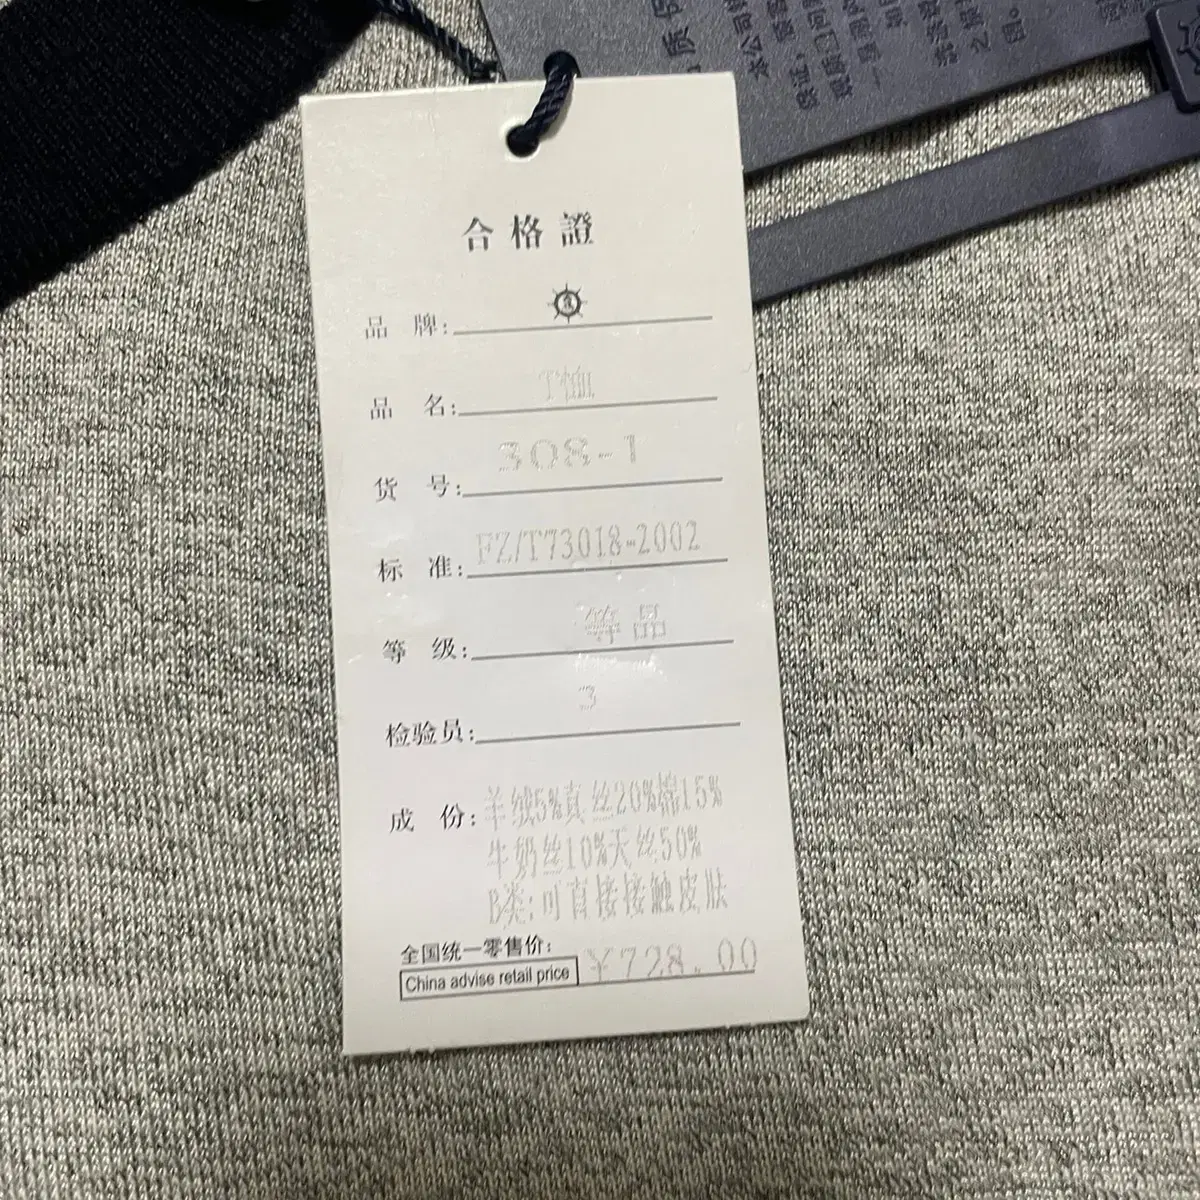 合格證
品 牌:
品 名: T恤
货 号: 308-1
标 准: FZ/T73018-2002
等 级: 等品
检验员: 3
成 份: 羊绒5%真丝20%棉15%
牛奶丝10%天丝50%
B类:可直接接触皮肤
全国统一零售价:
China advise retail price ￥728.00